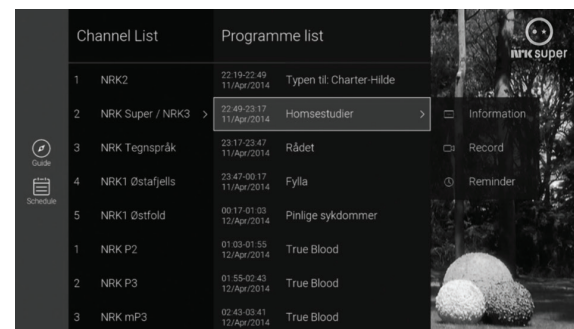 Channel List
Programme list
nrk super
1 NRK2
22:19-22:49
11/Apr/2014
Typen til: Charter-Hilde
2 NRK Super / NRK3 >
22:49-23:17
11/Apr/2014
Homsestudier >
Information
3 NRK Tegnspråk
23:17-23:47
11/Apr/2014
Rådet
Record
Guide
4 NRK1 Østafjells
23:47-00:17
11/Apr/2014
Fylla
Reminder
Schedule
5 NRK1 Østfold
00:17-01:03
12/Apr/2014
Pinlige sykdommer
1 NRK P2
01:03-01:55
12/Apr/2014
True Blood
2 NRK P3
01:55-02:43
12/Apr/2014
True Blood
3 NRK mP3
02:43-03:41
12/Apr/2014
True Blood